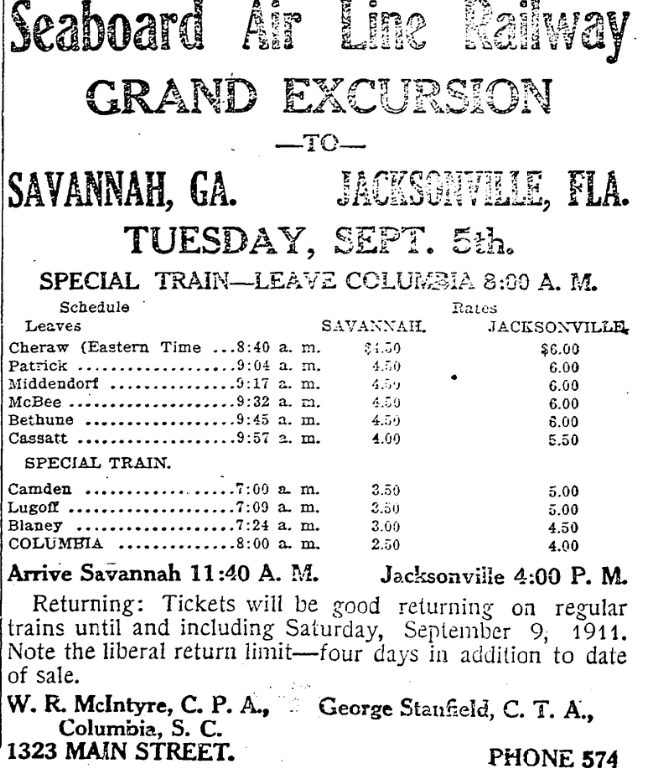 Seaboard Air Line Railway
GRAND EXCURSION
—TO—
SAVANNAH, GA. JACKSONVILLE, FLA.
TUESDAY, SEPT. 5th.
SPECIAL TRAIN—LEAVE COLUMBIA 8:00 A. M.
Schedule Rates
Leaves SAVANNAH. JACKSONVILLE,
Cheraw (Eastern Time ...8:40 a. m. $4.50 $6.00
Patrick ....................9:04 a. m. 4.50 6.00
Middendorf ................9:17 a. m. 4.50 6.00
McBee .....................9:32 a. m. 4.50 6.00
Bethune ...................9:45 a. m. 4.50 6.00
Cassatt ....................9:57 a. m. 4.00 5.50
SPECIAL TRAIN.
Camden ...................7:00 a. m. 3.50 5.00
Lugoff .....................7:09 a. m. 3.50 5.00
Blaney ....................7:24 a. m. 3.00 4.50
COLUMBIA ...............8:00 a. m. 2.50 4.00
Arrive Savannah 11:40 A. M. Jacksonville 4:00 P. M.
Returning: Tickets will be good returning on regular
trains until and including Saturday, September 9, 1911.
Note the liberal return limit—four days in addition to date
of sale.
W. R. McIntyre, C. P. A., George Stanfield, C. T. A.,
Columbia, S. C.
1323 MAIN STREET. PHONE 574